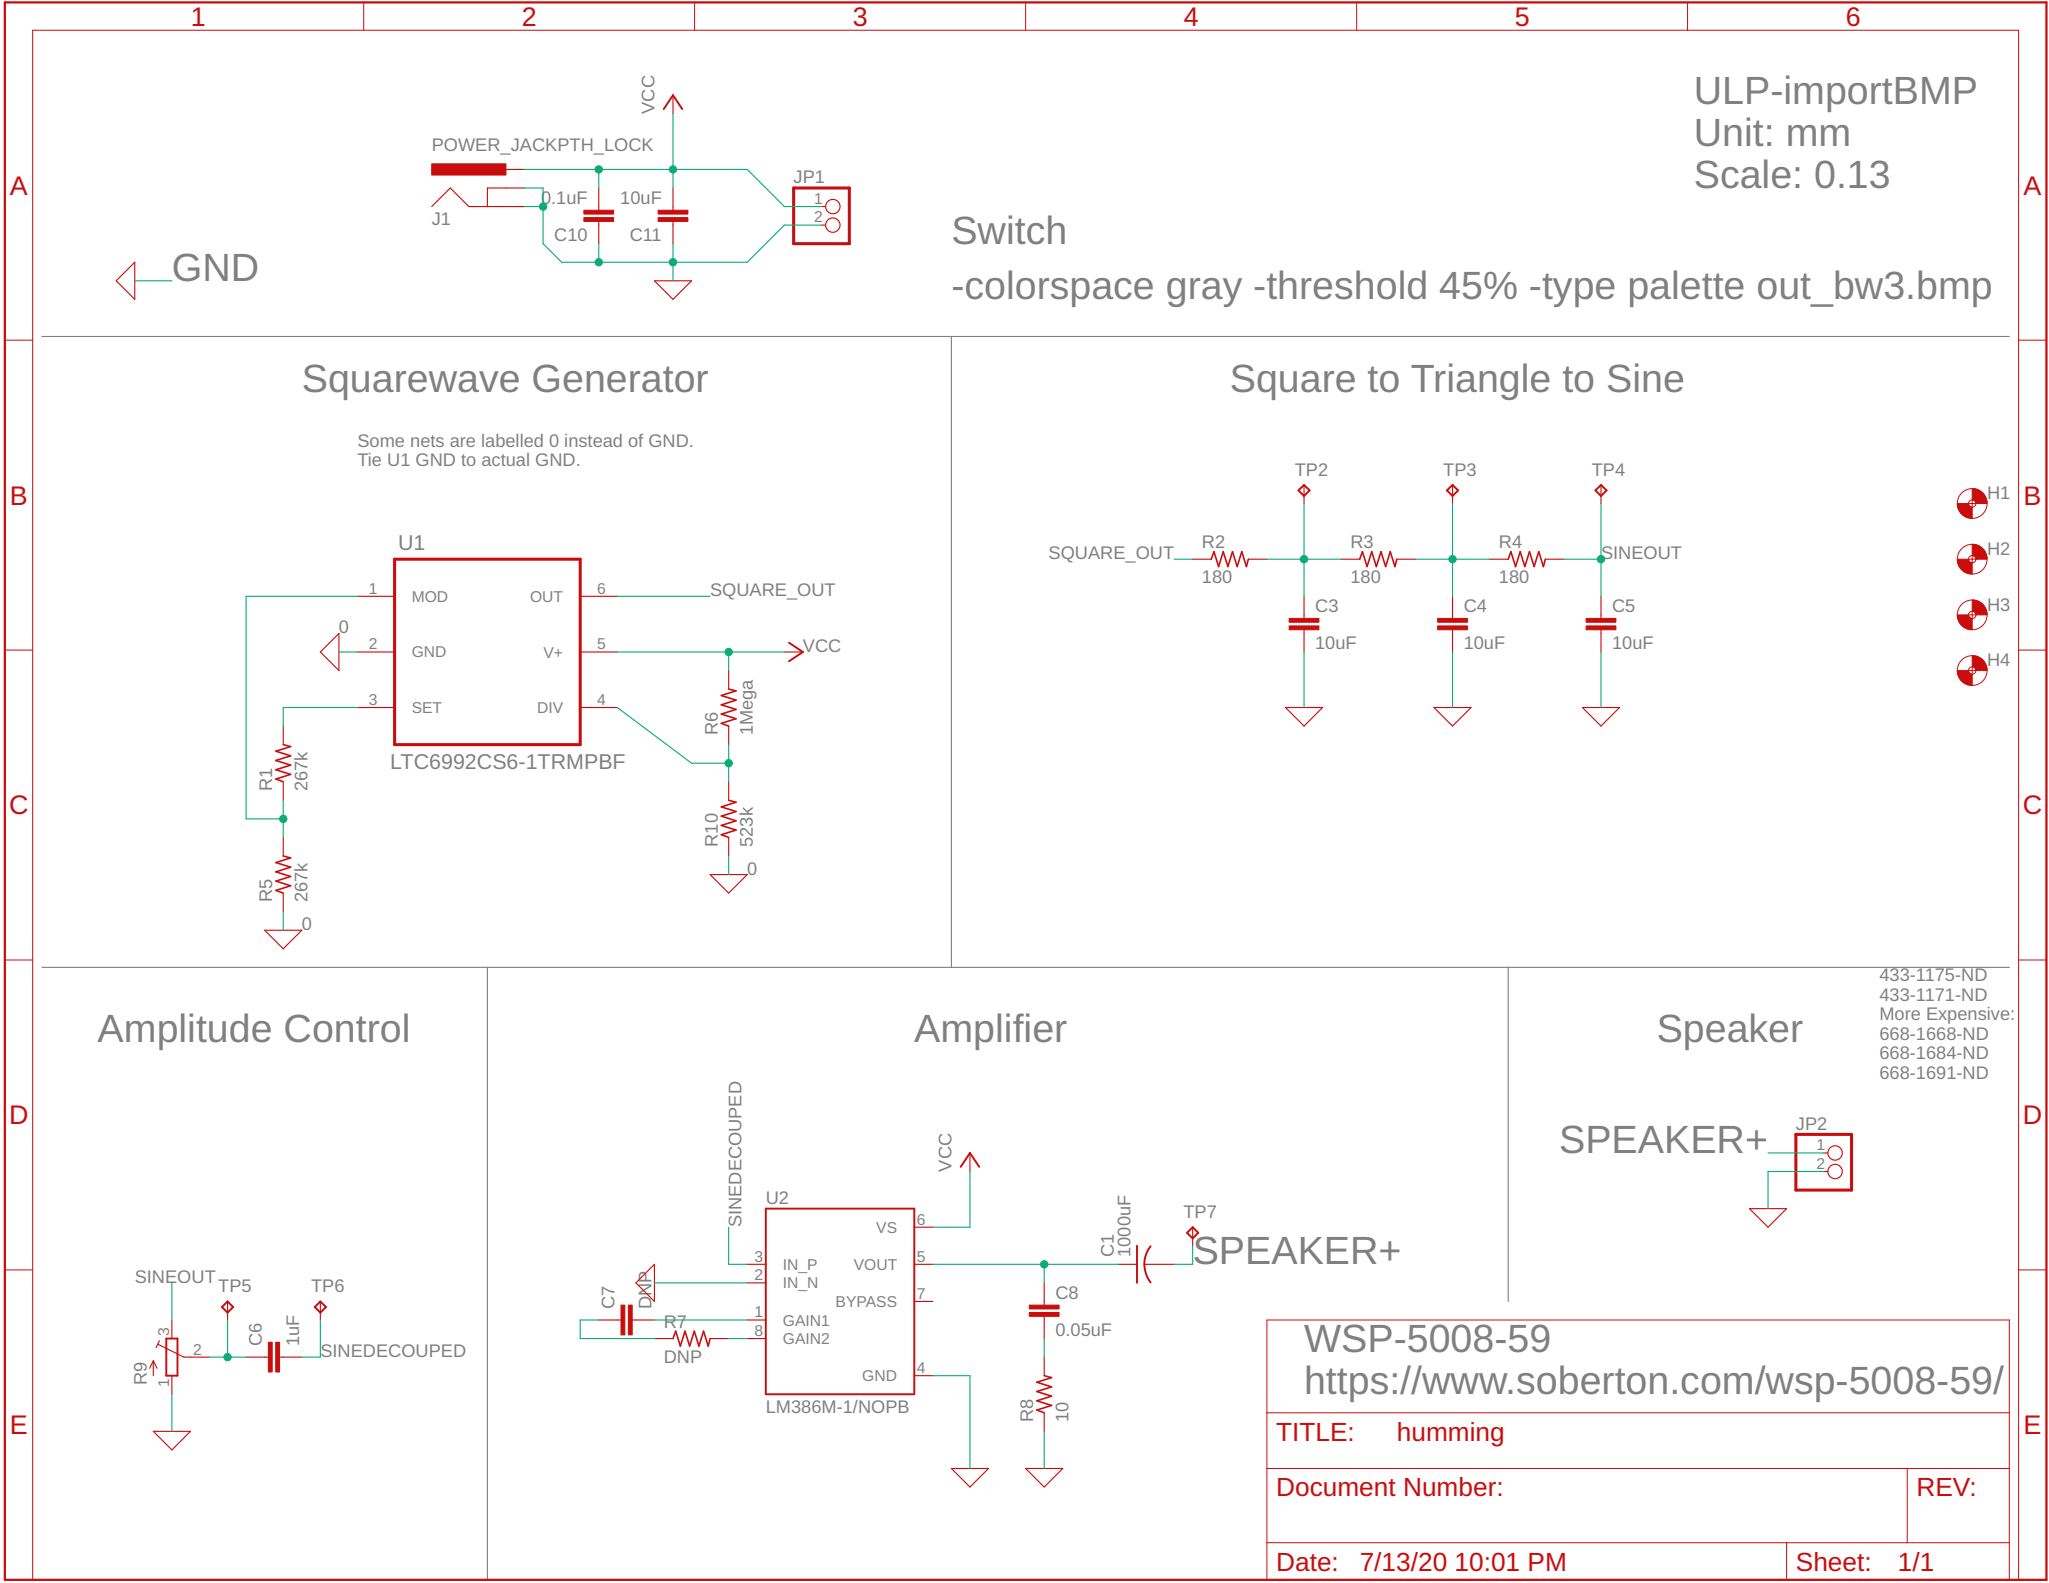 1 2 3 4 5 6
A A
B B
C C
D D
E E
ULP-importBMP
Unit: mm
Scale: 0.13
VCC
POWER_JACKPTH_LOCK
J1
0.1uF
C10
10uF
C11
JP1
1
2
GND
Switch
-colorspace gray -threshold 45% -type palette out_bw3.bmp
Squarewave Generator
Some nets are labelled 0 instead of GND.
Tie U1 GND to actual GND.
U1
1 MOD OUT 6 SQUARE_OUT
0
2 GND V+ 5 VCC
3 SET DIV 4
LTC6992CS6-1TRMPBF
R1
267k
R5
267k
0
R6
1Mega
R10
523k
0
Square to Triangle to Sine
TP2 TP3 TP4
SQUARE_OUT R2 R3 R4 SINEOUT
180 180 180
C3 C4 C5
10uF 10uF 10uF
H1
H2
H3
H4
Amplitude Control
SINEOUT TP5 TP6
3
2
1
R9
C6
1uF
SINEDECOUPED
Amplifier
SINEDECOUPED
VCC
U2
VS 6
3 IN_P VOUT 5
2 IN_N
BYPASS 7
1 GAIN1
8 GAIN2
GND 4
LM386M-1/NOPB
C7
DNP
R7
DNP
C1
1000uF
TP7
SPEAKER+
C8
0.05uF
R8
10
Speaker
433-1175-ND
433-1171-ND
More Expensive:
668-1668-ND
668-1684-ND
668-1691-ND
SPEAKER+
JP2
1
2
WSP-5008-59
https://www.soberton.com/wsp-5008-59/
TITLE: humming
Document Number:
REV:
Date: 7/13/20 10:01 PM
Sheet: 1/1